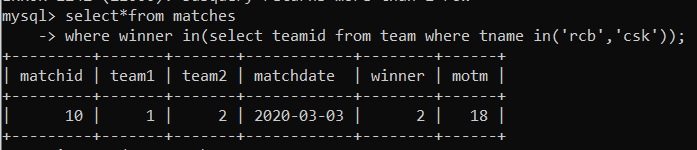 mysql> select*from matches
    -> where winner in(select teamid from team where tname in('rcb','csk'));
+---------+-------+-------+------------+--------+------+
| matchid | team1 | team2 | matchdate  | winner | motm |
+---------+-------+-------+------------+--------+------+
|      10 |     1 |     2 | 2020-03-03 |      2 |   18 |
+---------+-------+-------+------------+--------+------+